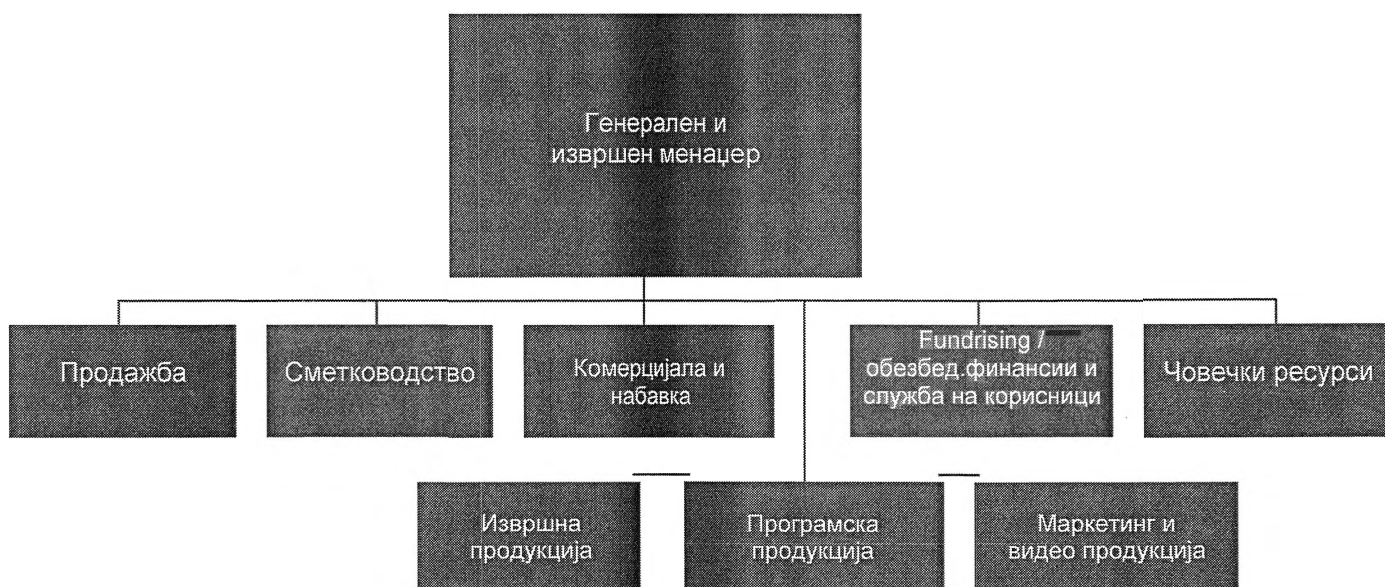 Генерален и
извршен менаџер
Продажба
Сметководство
Комерцијала и
набавка
Fundrising /
обезбед.финансии и
служба на корисници
Човечки ресурси
Извршна
продукција
Програмска
продукција
Маркетинг и
видео продукција